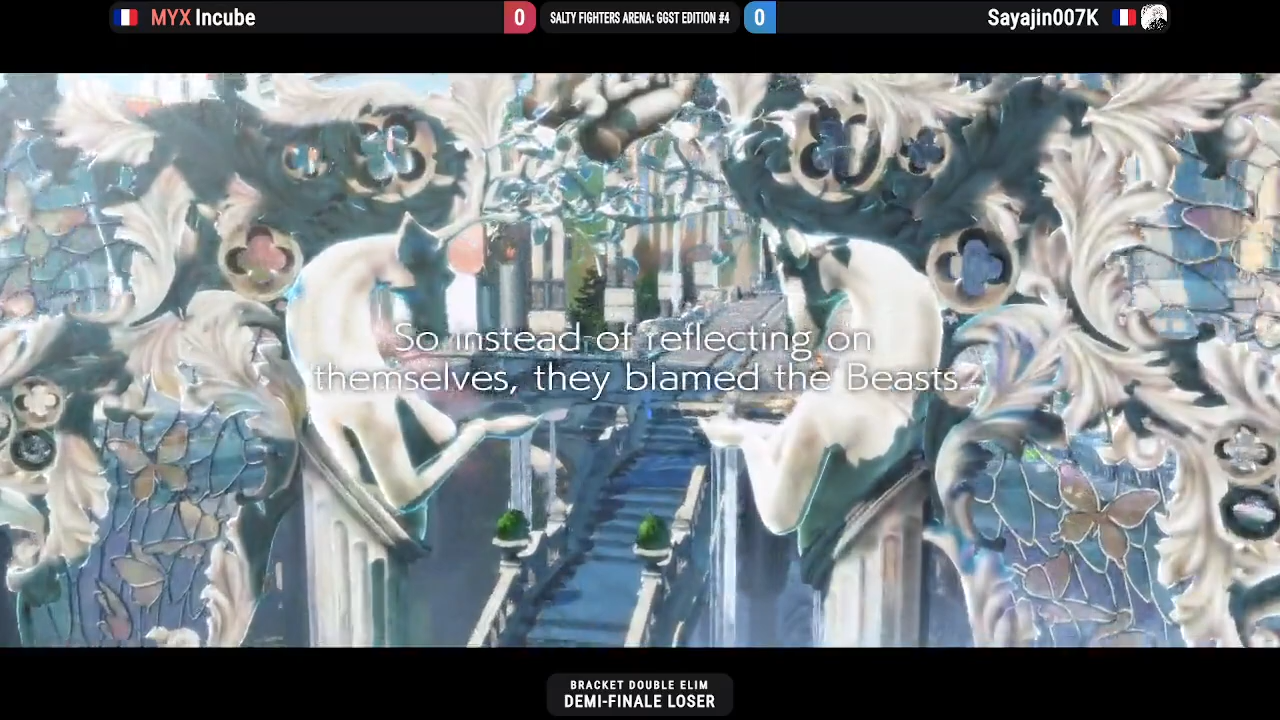 MYX Incube 0 SALTY FIGHTERS ARENA: GGST EDITION #4 0 Sayajin007K
So instead of reflecting on
themselves, they blamed the Beasts.
BRACKET DOUBLE ELIM
DEMI-FINALE LOSER